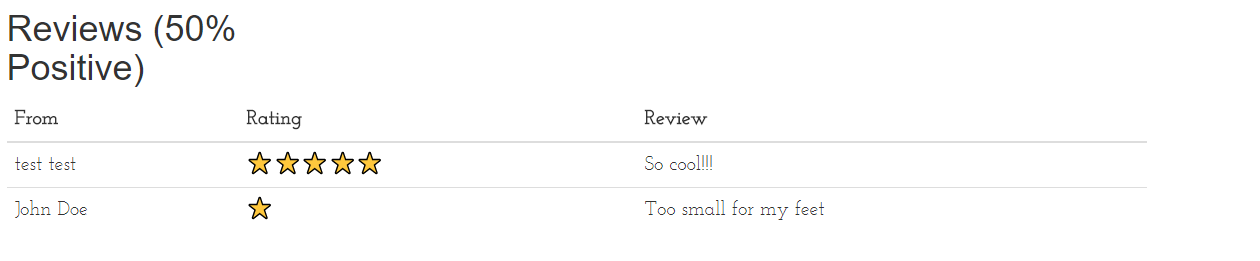 Reviews (50%
Positive)
From Rating Review
test test So cool!!!
John Doe Too small for my feet